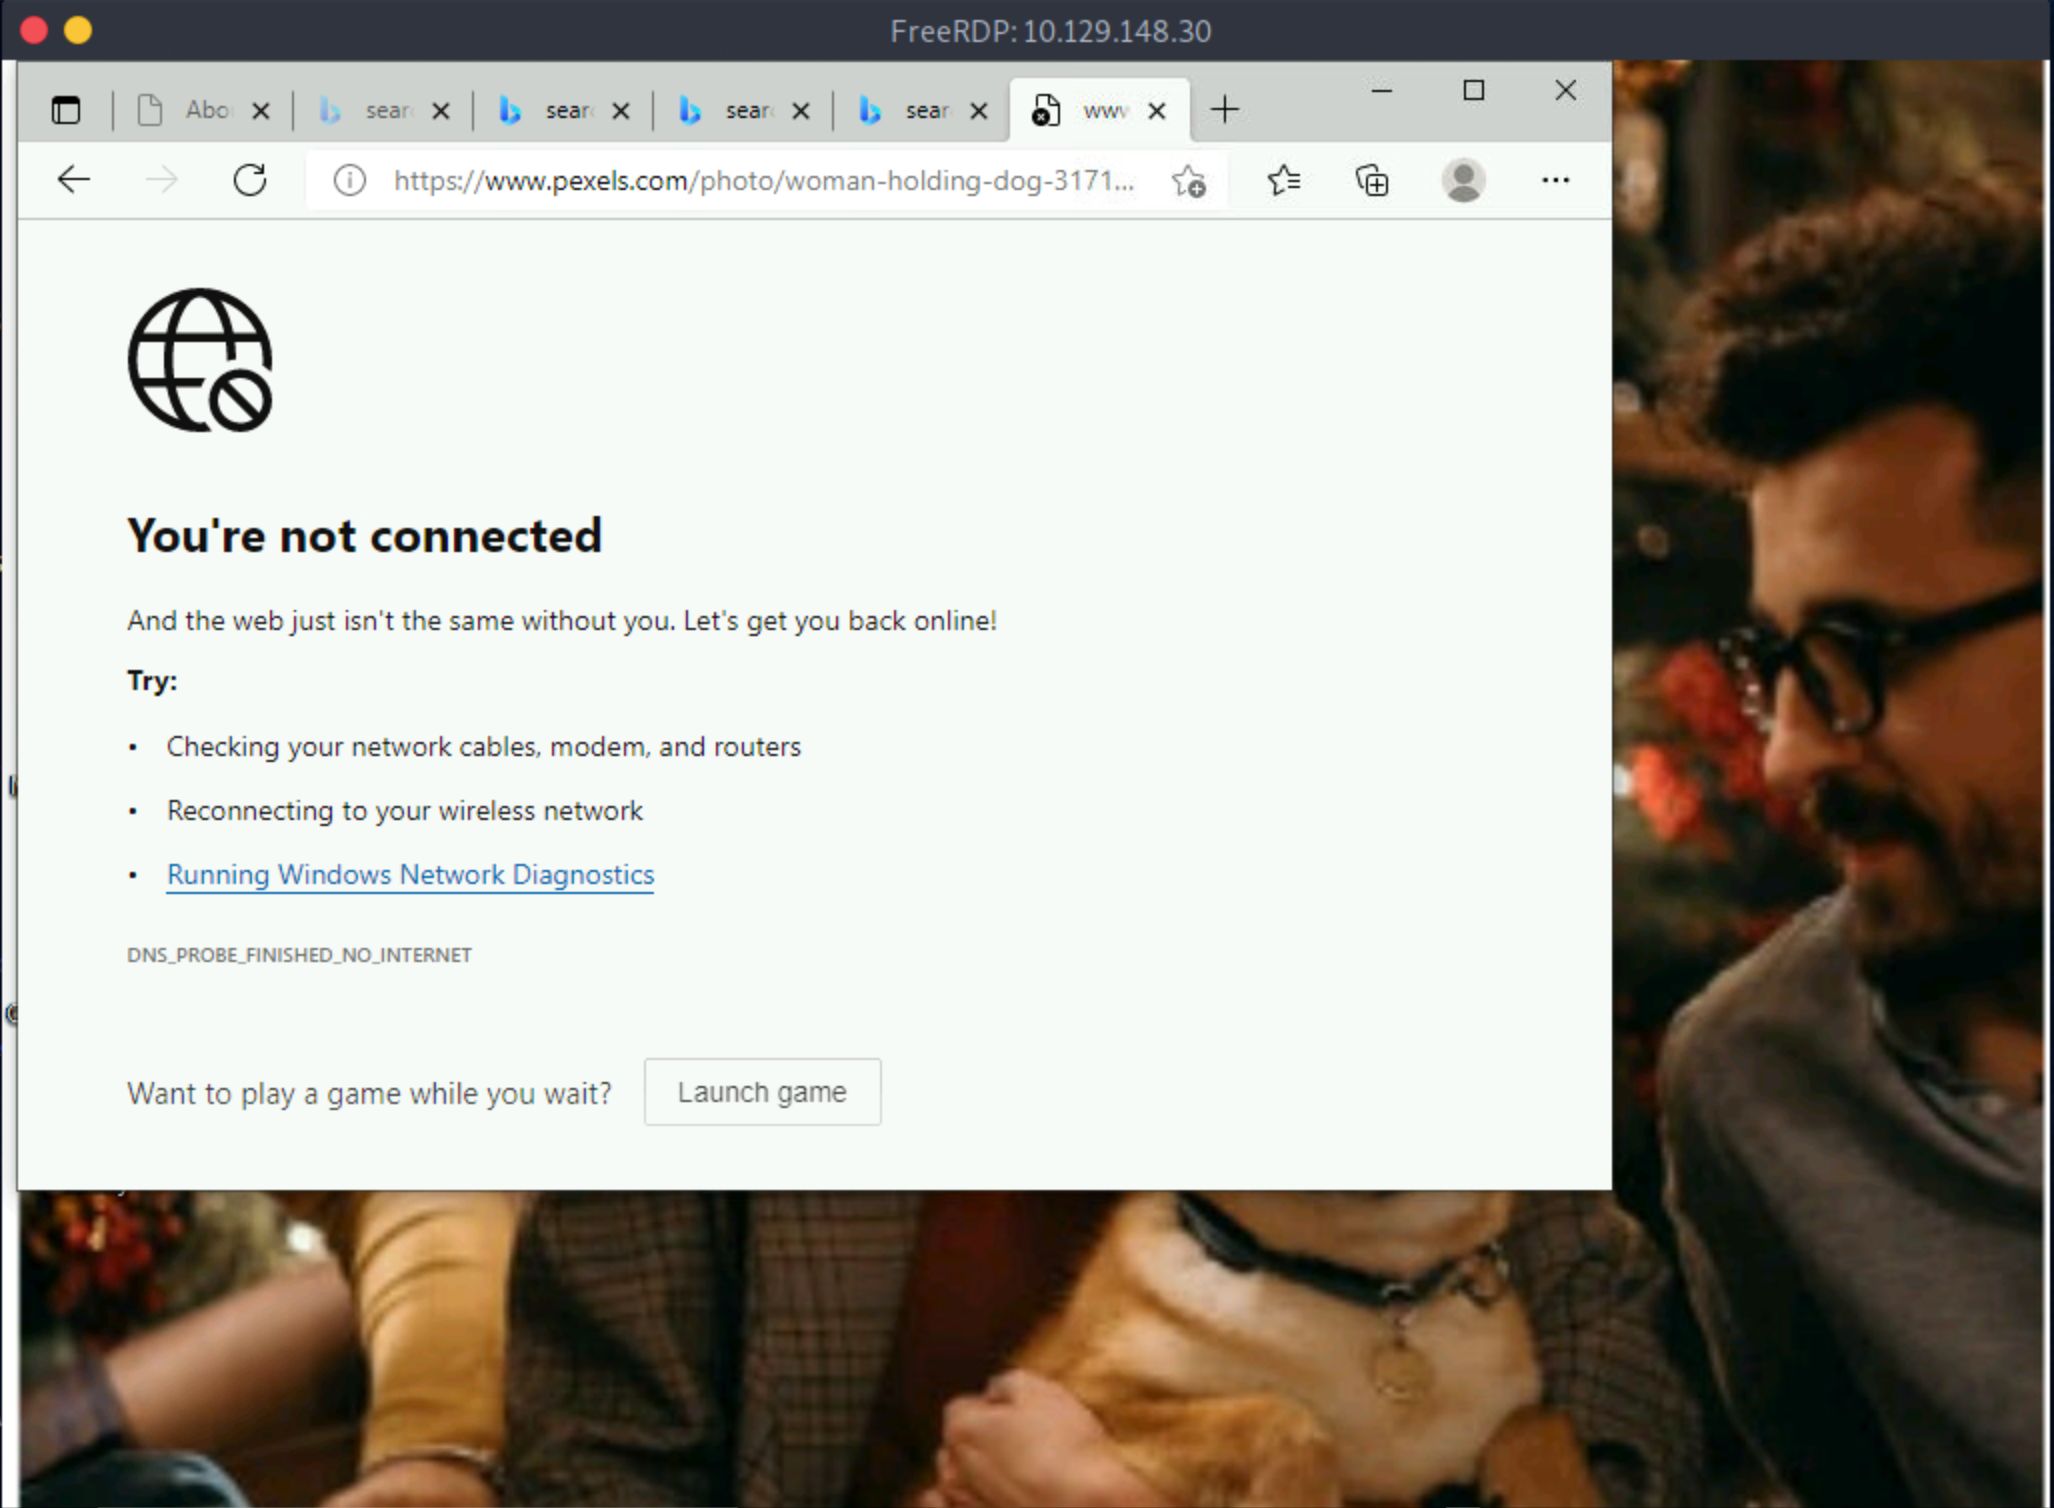 FreeRDP: 10.129.148.30
Abo sear sear sear sear www
https://www.pexels.com/photo/woman-holding-dog-3171...
You're not connected
And the web just isn't the same without you. Let's get you back online!
Try:
• Checking your network cables, modem, and routers
• Reconnecting to your wireless network
• Running Windows Network Diagnostics
DNS_PROBE_FINISHED_NO_INTERNET
Want to play a game while you wait? Launch game